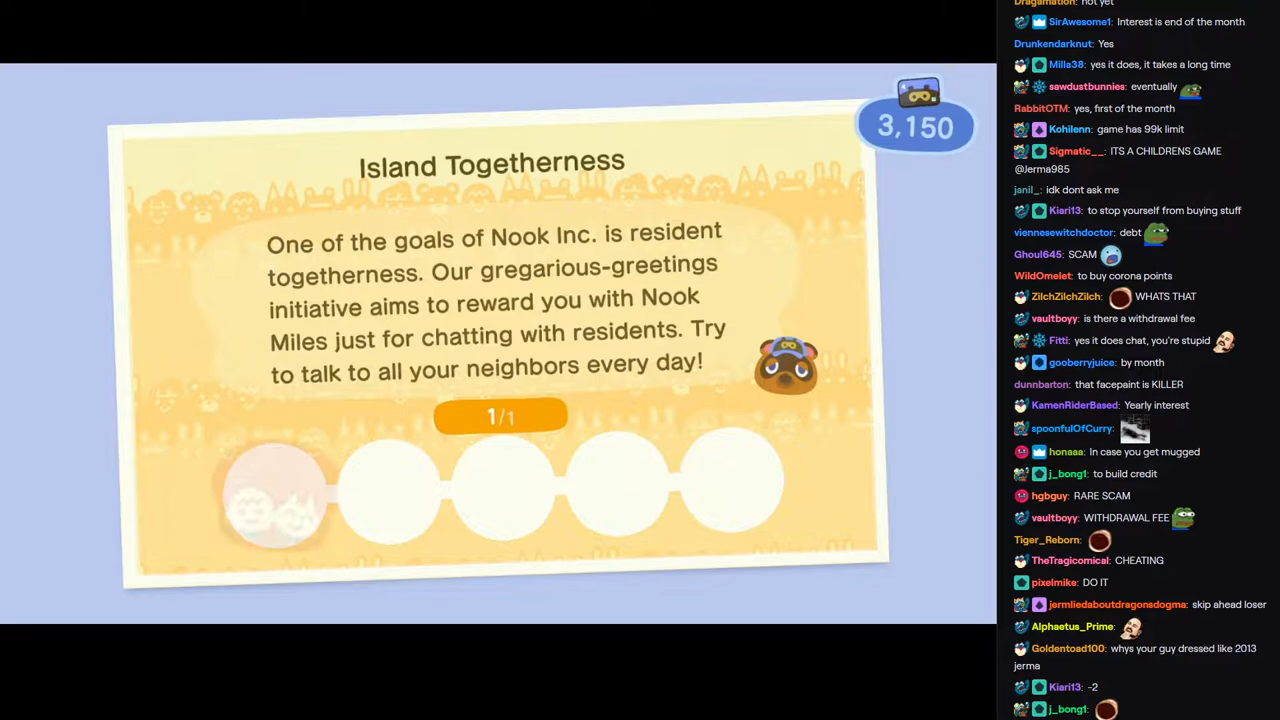 3,150
Island Togetherness
One of the goals of Nook Inc. is resident
togetherness. Our gregarious-greetings
initiative aims to reward you with Nook
Miles just for chatting with residents. Try
to talk to all your neighbors every day!
1/1
Dragamation: not yet
SirAwesome1: Interest is end of the month
Drunkendarknut: Yes
Milla38: yes it does, it takes a long time
sawdustbunnies: eventually
RabbitOTM: yes, first of the month
Kohilenn: game has 99k limit
Sigmatic__: ITS A CHILDRENS GAME
@Jerma985
janil_: idk dont ask me
Kiari13: to stop yourself from buying stuff
viennesewitchdoctor: debt
Ghoul645: SCAM
WildOmelet: to buy corona points
ZilchZilchZilch: WHATS THAT
vaultboyy: is there a withdrawal fee
Fitti: yes it does chat, you're stupid
gooberryjuice: by month
dunnbarton: that facepaint is KILLER
KamenRiderBased: Yearly interest
spoonfulOfCurry:
honaaa: In case you get mugged
j_bong1: to build credit
hgbguy: RARE SCAM
vaultboyy: WITHDRAWAL FEE
Tiger_Reborn:
TheTragicomical: CHEATING
pixelmike: DO IT
jermliedaboutdragonsdogma: skip ahead loser
Alphaetus_Prime:
Goldentoad100: whys your guy dressed like 2013
jerma
Kiari13: -2
j_bong1: